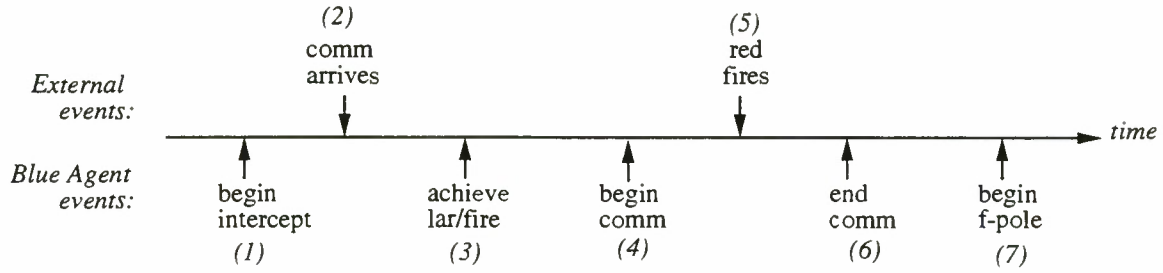 (2)
comm
arrives
(5)
red
fires
External
events:
time
Blue Agent
events:
begin
intercept
(1)
achieve
lar/fire
(3)
begin
comm
(4)
end
comm
(6)
begin
f-pole
(7)